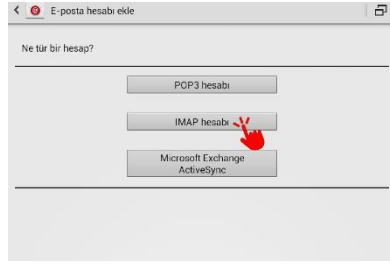 E-posta hesabı ekle
Ne tür bir hesap?
POP3 hesabı
IMAP hesabı
Microsoft Exchange
ActiveSync